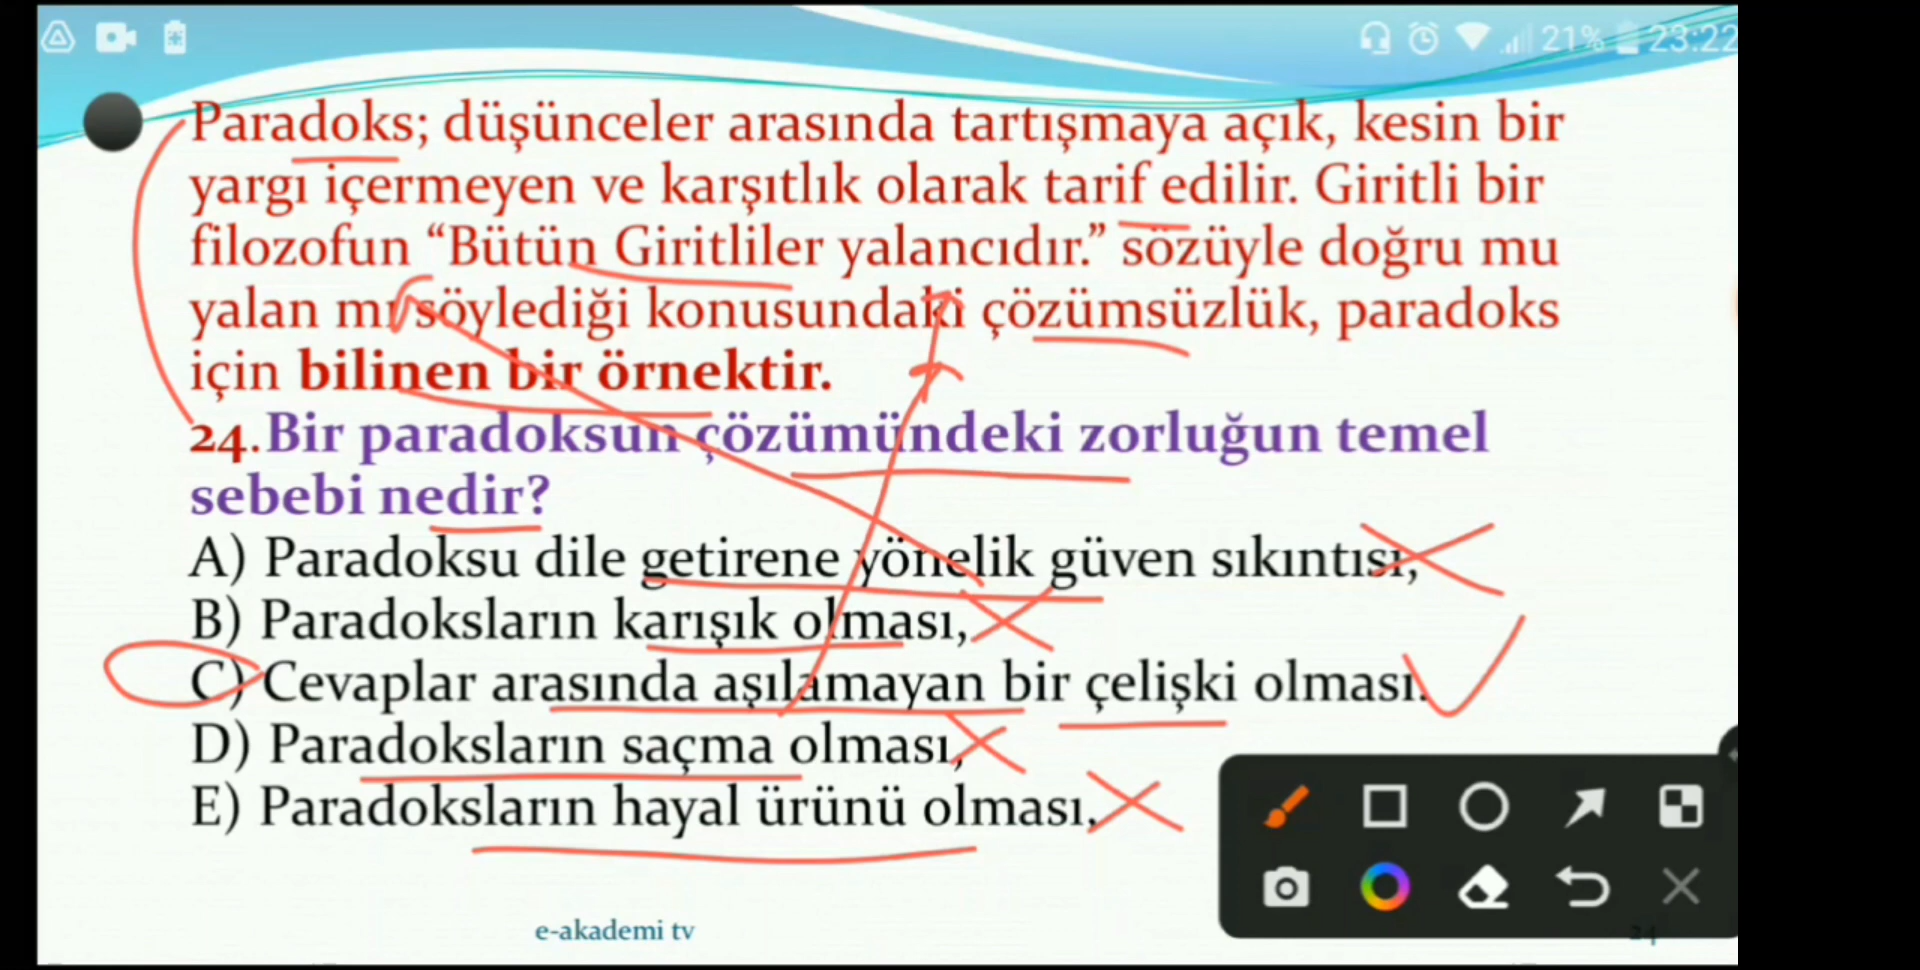 21% 23:22
Paradoks; düşünceler arasında tartışmaya açık, kesin bir
yargı içermeyen ve karşıtlık olarak tarif edilir. Giritli bir
filozofun “Bütün Giritliler yalancıdır.” sözüyle doğru mu
yalan mı söylediği konusundaki çözümsüzlük, paradoks
için bilinen bir örnektir.
24.Bir paradoksun çözümündeki zorluğun temel
sebebi nedir?
A) Paradoksu dile getirene yönelik güven sıkıntısı,
B) Paradoksların karışık olması,
C) Cevaplar arasında aşılamayan bir çelişki olması.
D) Paradoksların saçma olması,
E) Paradoksların hayal ürünü olması.
e-akademi tv
24